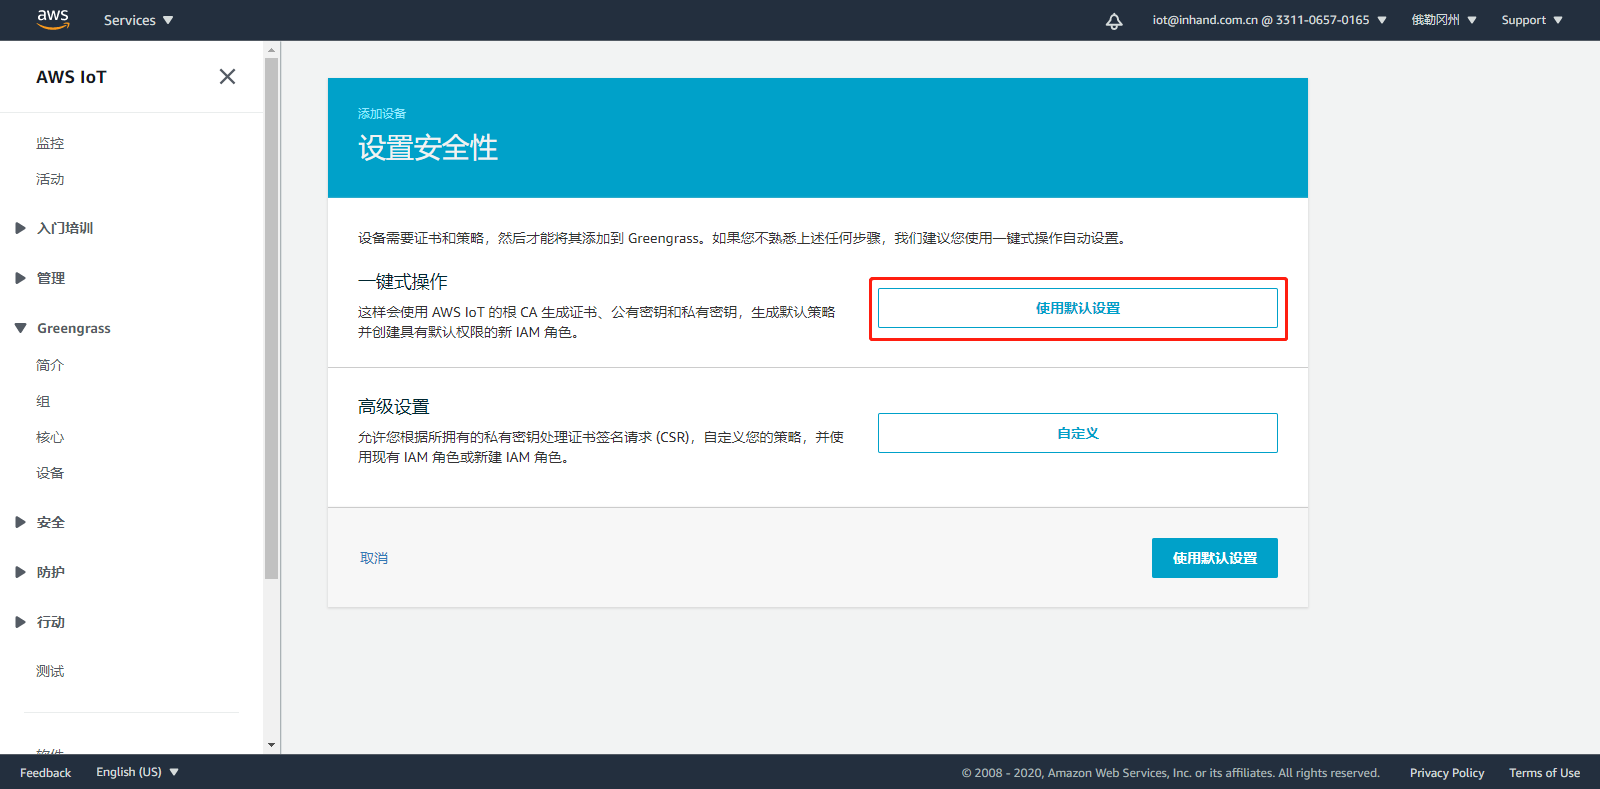 aws
Services
iot@inhand.com.cn @ 3311-0657-0165
俄勒冈州
Support
AWS IoT
监控
活动
入门培训
管理
Greengrass
简介
组
核心
设备
安全
防护
行动
测试
软件
添加设备
设置安全性
设备需要证书和策略，然后才能将其添加到 Greengrass。如果您不熟悉上述任何步骤，我们建议您使用一键式操作自动设置。
一键式操作
这样会使用 AWS IoT 的根 CA 生成证书、公有密钥和私有密钥，生成默认策略
并创建具有默认权限的新 IAM 角色。
使用默认设置
高级设置
允许您根据所拥有的私有密钥处理证书签名请求 (CSR)，自定义您的策略，并使
用现有 IAM 角色或新建 IAM 角色。
自定义
取消
使用默认设置
Feedback
English (US)
© 2008 - 2020, Amazon Web Services, Inc. or its affiliates. All rights reserved.
Privacy Policy
Terms of Use